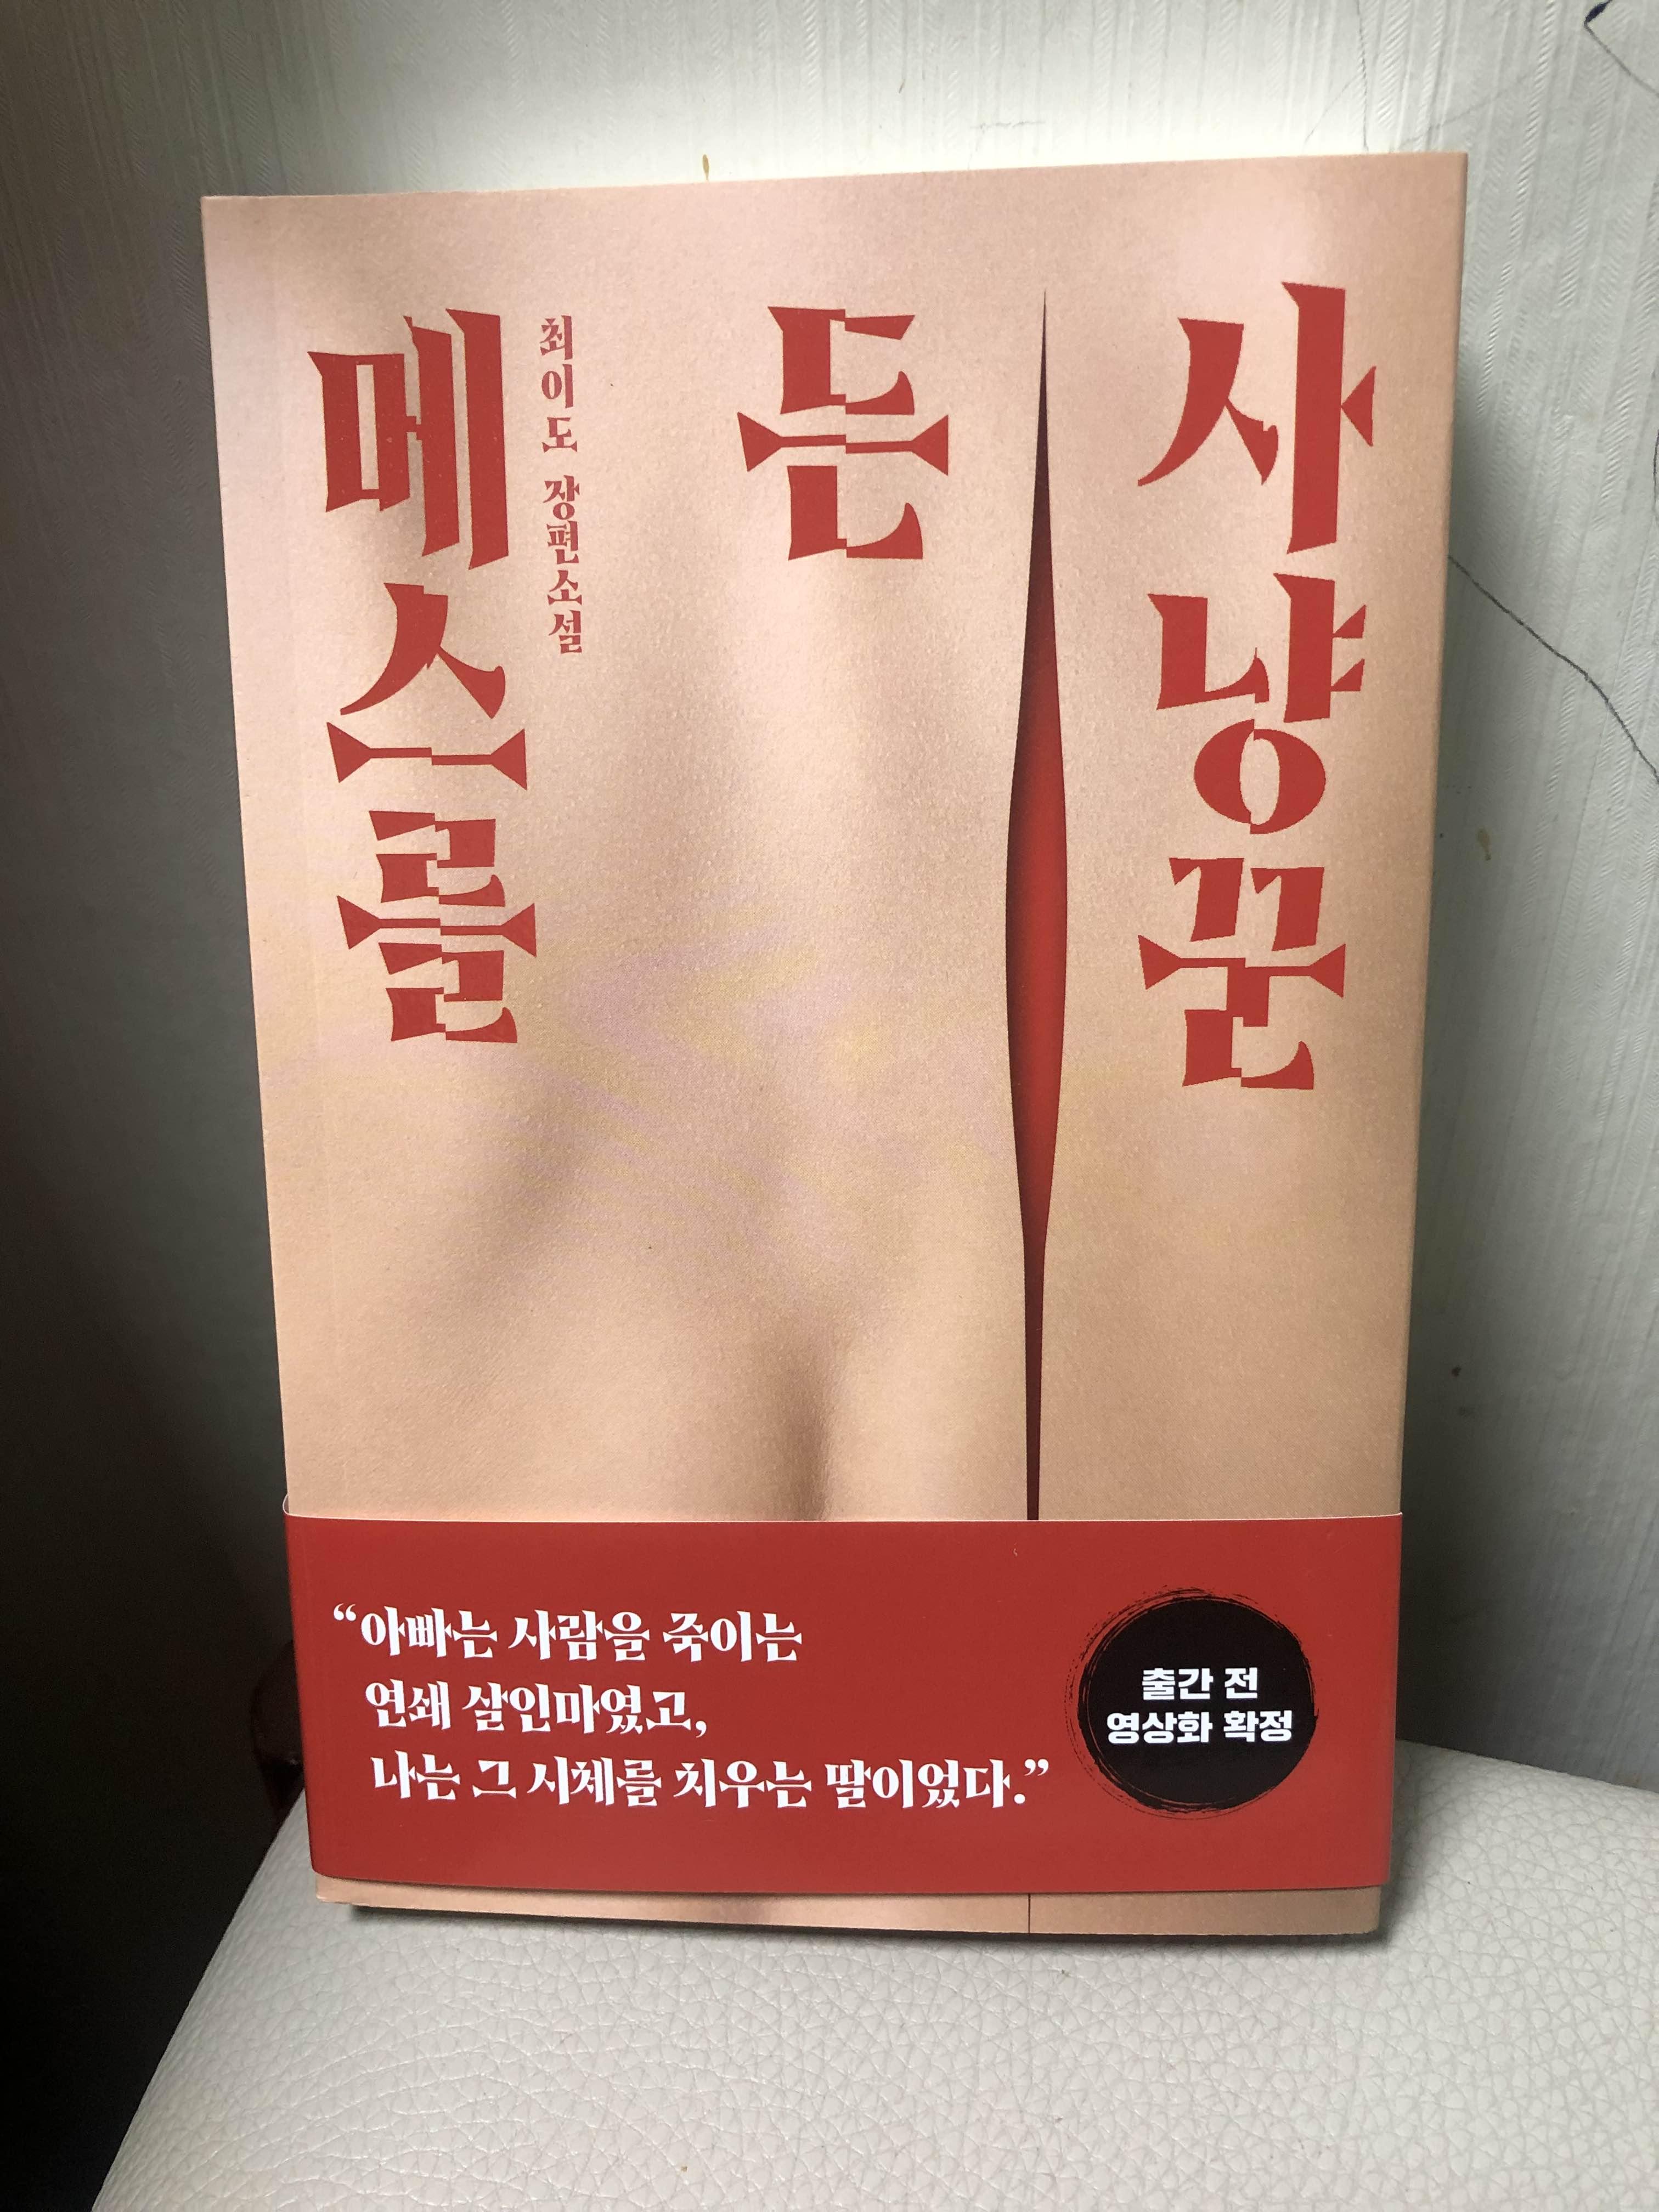 메스를
든
사냥꾼
최이도 장편소설
“아빠는 사람을 죽이는
연쇄 살인마였고,
나는 그 시체를 치우는 딸이었다.”
출간 전
영상화 확정